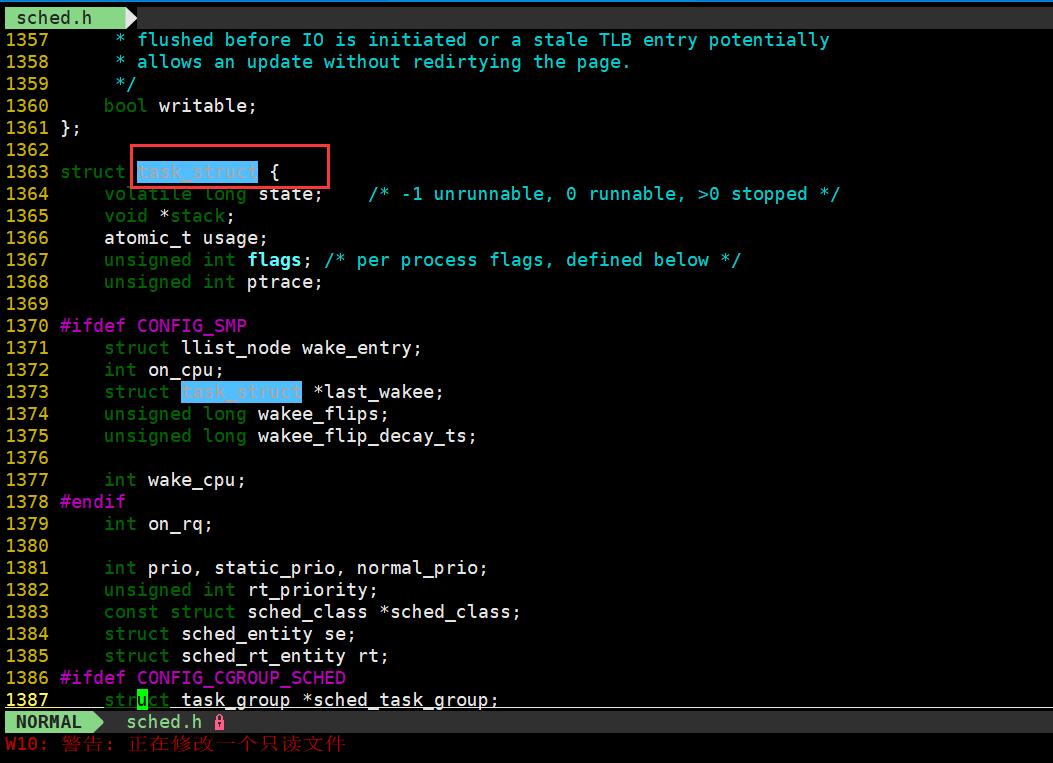 sched.h
1357      * flushed before IO is initiated or a stale TLB entry potentially
1358      * allows an update without redirtying the page.
1359      */
1360     bool writable;
1361 };
1362
1363 struct task_struct {
1364     volatile long state;    /* -1 unrunnable, 0 runnable, >0 stopped */
1365     void *stack;
1366     atomic_t usage;
1367     unsigned int flags; /* per process flags, defined below */
1368     unsigned int ptrace;
1369
1370 #ifdef CONFIG_SMP
1371     struct llist_node wake_entry;
1372     int on_cpu;
1373     struct task_struct *last_wakee;
1374     unsigned long wakee_flips;
1375     unsigned long wakee_flip_decay_ts;
1376
1377     int wake_cpu;
1378 #endif
1379     int on_rq;
1380
1381     int prio, static_prio, normal_prio;
1382     unsigned int rt_priority;
1383     const struct sched_class *sched_class;
1384     struct sched_entity se;
1385     struct sched_rt_entity rt;
1386 #ifdef CONFIG_CGROUP_SCHED
1387     struct task_group *sched_task_group;
NORMAL sched.h
W10: 警告: 正在修改一个只读文件